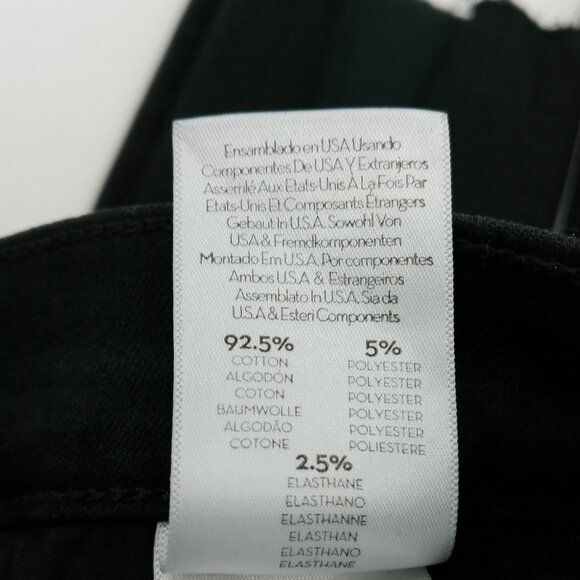 Ensamblado en USA Usando
Componentes De USA Y Extranjeros
Assemlé Aux Etats-Unis À La Fois Par
Etats-Unis Et Composants Étrangers
Gebaut In U.S.A. Sowohl Von
USA & Fremdkomponenten
Montado Em U.S.A. Por componentes
Ambos U.S.A & Estrangeiros
Assemblato In U.S.A. Sia da
U.S.A & Esteri Components
92.5% 5%
COTTON POLYESTER
ALGODÓN POLYESTER
COTON POLYESTER
BAUMWOLLE POLYESTER
ALGODÃO POLYESTER
COTONE POLIESTERE
2.5%
ELASTHANE
ELASTHANO
ELASTHANNE
ELASTHAN
ELASTHANO
ELASTHANE